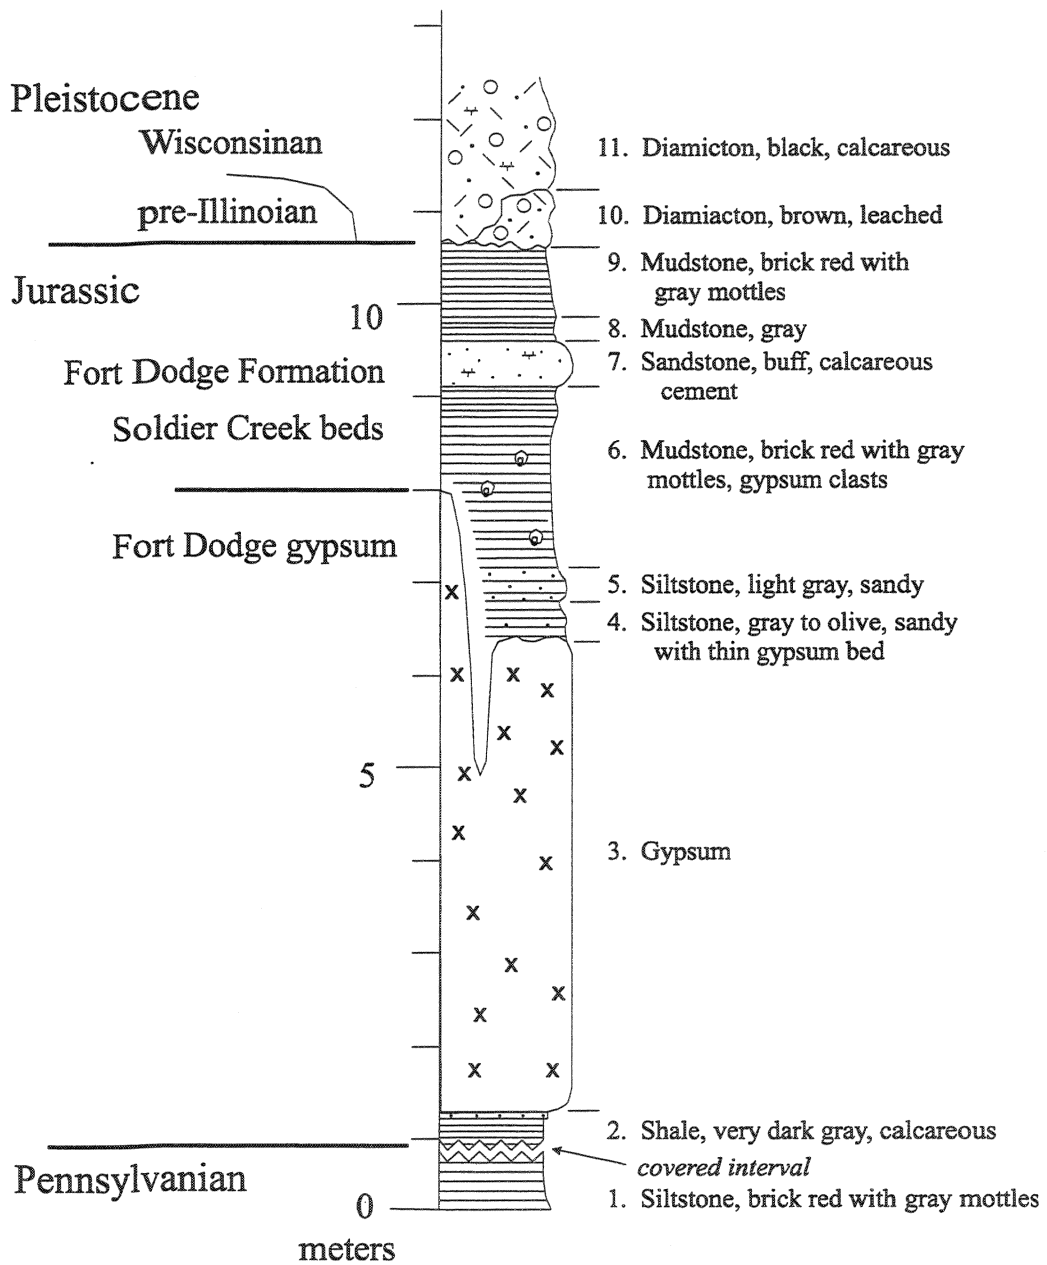 Pleistocene
Wisconsinan
pre-Illinoian
Jurassic
10
Fort Dodge Formation
Soldier Creek beds
Fort Dodge gypsum
5
Pennsylvanian
0
meters
11. Diamicton, black, calcareous
10. Diamiacton, brown, leached
9. Mudstone, brick red with
gray mottles
8. Mudstone, gray
7. Sandstone, buff, calcareous
cement
6. Mudstone, brick red with gray
mottles, gypsum clasts
5. Siltstone, light gray, sandy
4. Siltstone, gray to olive, sandy
with thin gypsum bed
3. Gypsum
2. Shale, very dark gray, calcareous
covered interval
1. Siltstone, brick red with gray mottles